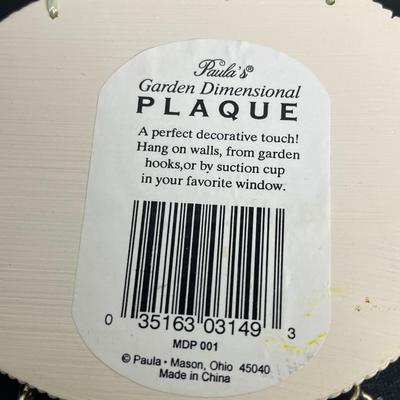 Paula's®
Garden Dimensional
PLAQUE
A perfect decorative touch!
Hang on walls, from garden
hooks,or by suction cup
in your favorite window.
0 35163 03149 3
MDP 001
© Paula • Mason, Ohio 45040
Made in China